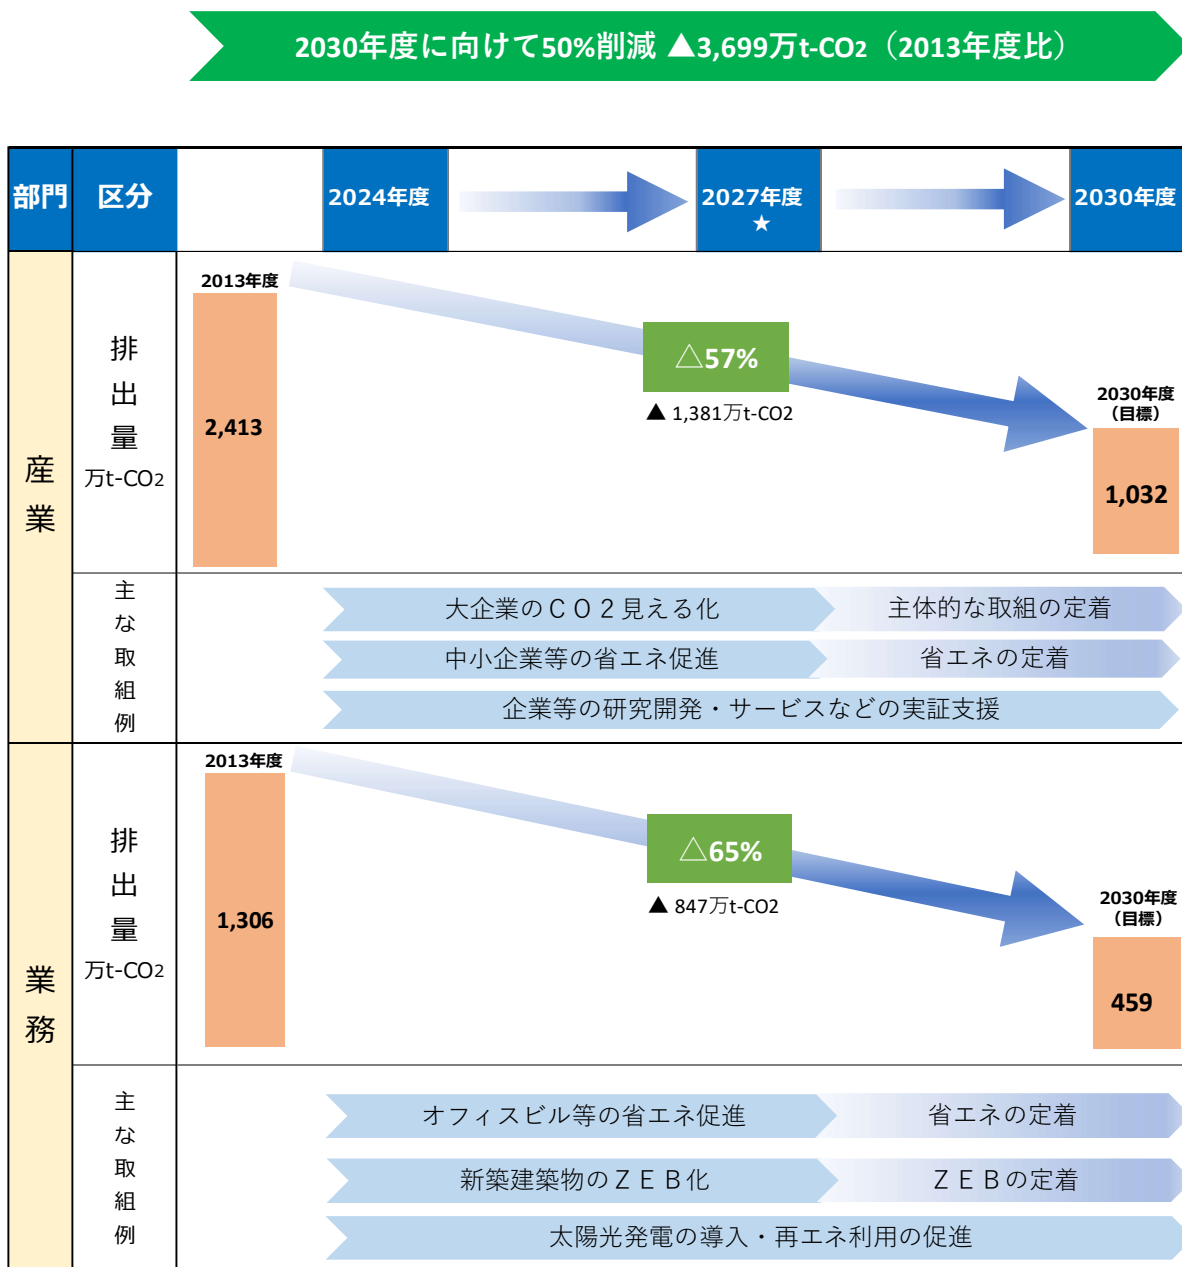 2030年度に向けて50%削減 ▲3,699万t-CO2（2013年度比）
部門
区分
2024年度
2027年度
★
2030年度
産業
排出量
万t-CO2
2013年度
2,413
△57%
▲ 1,381万t-CO2
2030年度
（目標）
1,032
主な取組例
大企業のＣＯ２見える化
主体的な取組の定着
中小企業等の省エネ促進
省エネの定着
企業等の研究開発・サービスなどの実証支援
業務
排出量
万t-CO2
2013年度
1,306
△65%
▲ 847万t-CO2
2030年度
（目標）
459
主な取組例
オフィスビル等の省エネ促進
省エネの定着
新築建築物のＺＥＢ化
ＺＥＢの定着
太陽光発電の導入・再エネ利用の促進